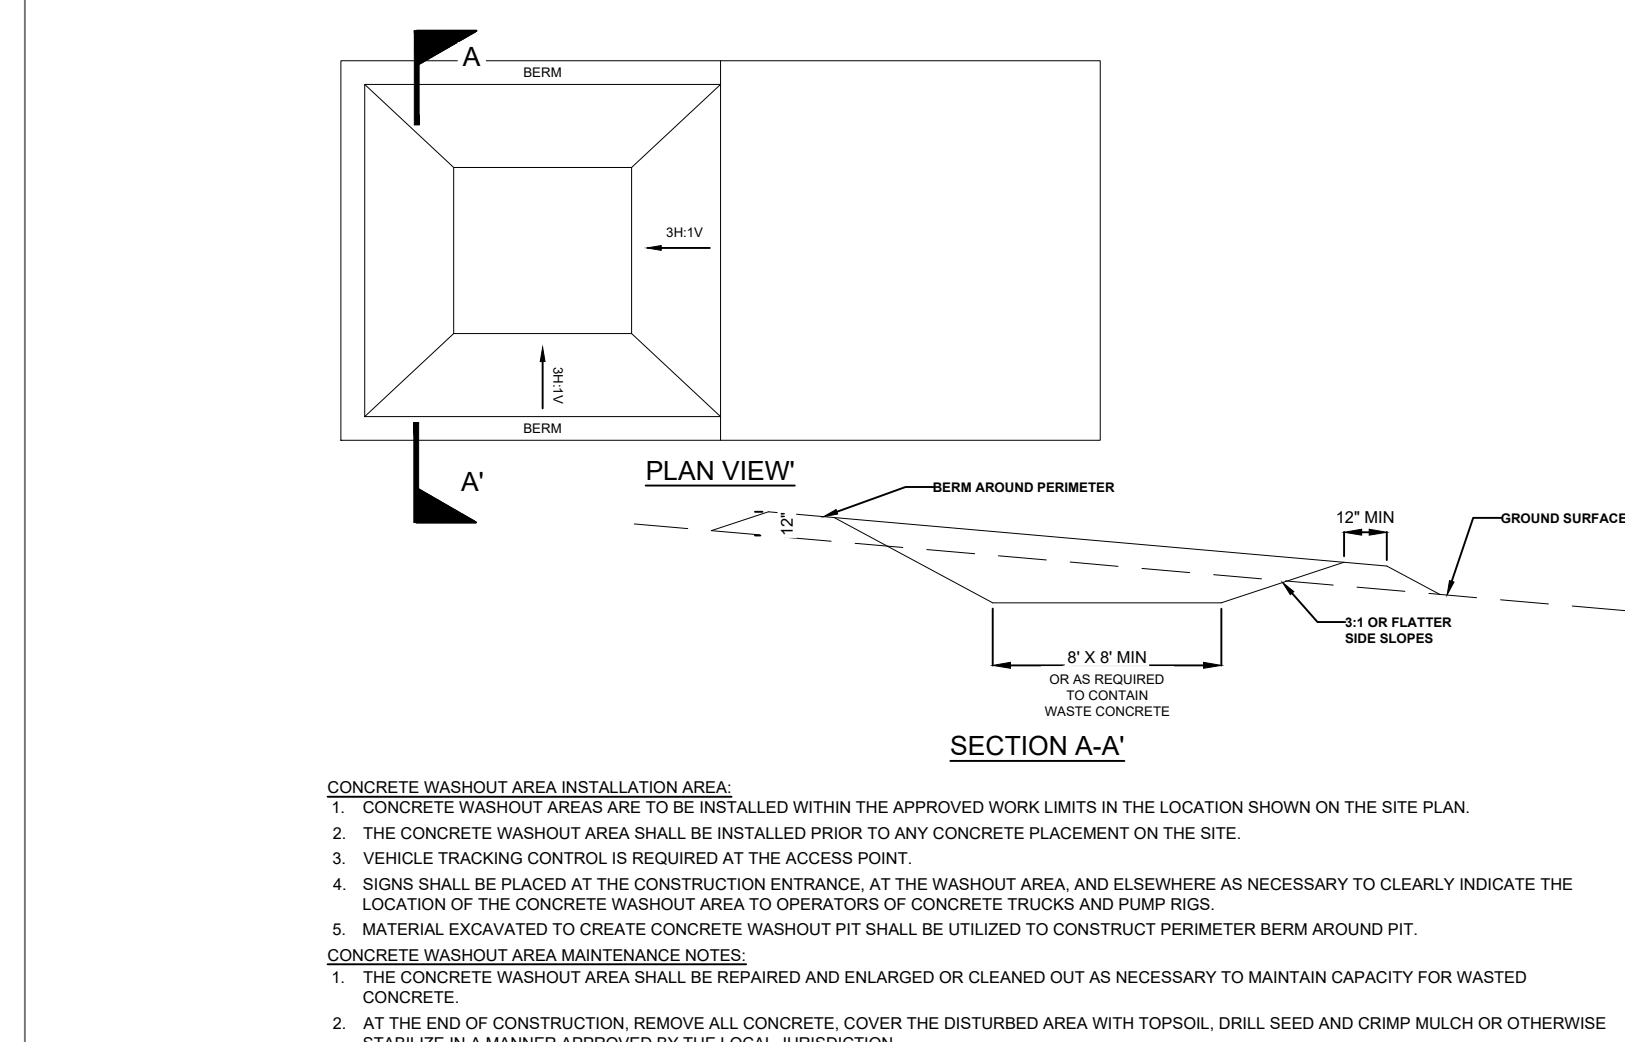 A
BERM
3H:1V
3H:1V
BERM
A'
PLAN VIEW'
BERM AROUND PERIMETER
12"
12" MIN
GROUND SURFACE
3:1 OR FLATTER
SIDE SLOPES
8' X 8' MIN
OR AS REQUIRED
TO CONTAIN
WASTE CONCRETE
SECTION A-A'
CONCRETE WASHOUT AREA INSTALLATION AREA:
1. CONCRETE WASHOUT AREAS ARE TO BE INSTALLED WITHIN THE APPROVED WORK LIMITS IN THE LOCATION SHOWN ON THE SITE PLAN.
2. THE CONCRETE WASHOUT AREA SHALL BE INSTALLED PRIOR TO ANY CONCRETE PLACEMENT ON THE SITE.
3. VEHICLE TRACKING CONTROL IS REQUIRED AT THE ACCESS POINT.
4. SIGNS SHALL BE PLACED AT THE CONSTRUCTION ENTRANCE, AT THE WASHOUT AREA, AND ELSEWHERE AS NECESSARY TO CLEARLY INDICATE THE
LOCATION OF THE CONCRETE WASHOUT AREA TO OPERATORS OF CONCRETE TRUCKS AND PUMP RIGS.
5. MATERIAL EXCAVATED TO CREATE CONCRETE WASHOUT PIT SHALL BE UTILIZED TO CONSTRUCT PERIMETER BERM AROUND PIT.
CONCRETE WASHOUT AREA MAINTENANCE NOTES:
1. THE CONCRETE WASHOUT AREA SHALL BE REPAIRED AND ENLARGED OR CLEANED OUT AS NECESSARY TO MAINTAIN CAPACITY FOR WASTED
CONCRETE.
2. AT THE END OF CONSTRUCTION, REMOVE ALL CONCRETE, COVER THE DISTURBED AREA WITH TOPSOIL, DRILL SEED AND CRIMP MULCH OR OTHERWISE
STABILIZE IN A MANNER APPROVED BY THE LOCAL JURISDICTION